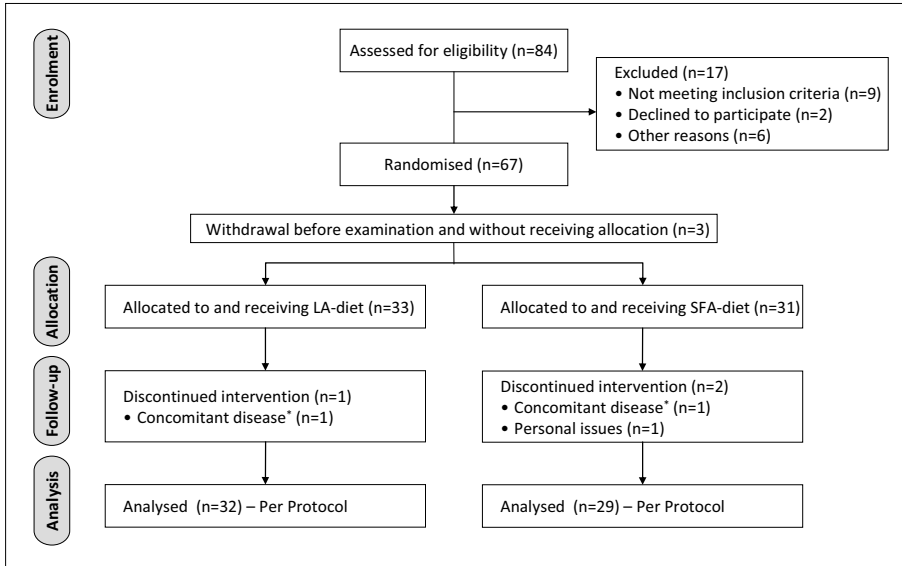 Enrolment
Assessed for eligibility (n=84)
Excluded (n=17)
• Not meeting inclusion criteria (n=9)
• Declined to participate (n=2)
• Other reasons (n=6)
Randomised (n=67)
Withdrawal before examination and without receiving allocation (n=3)
Allocation
Allocated to and receiving LA-diet (n=33)
Allocated to and receiving SFA-diet (n=31)
Follow-up
Discontinued intervention (n=1)
• Concomitant disease* (n=1)
Discontinued intervention (n=2)
• Concomitant disease* (n=1)
• Personal issues (n=1)
Analysis
Analysed (n=32) – Per Protocol
Analysed (n=29) – Per Protocol